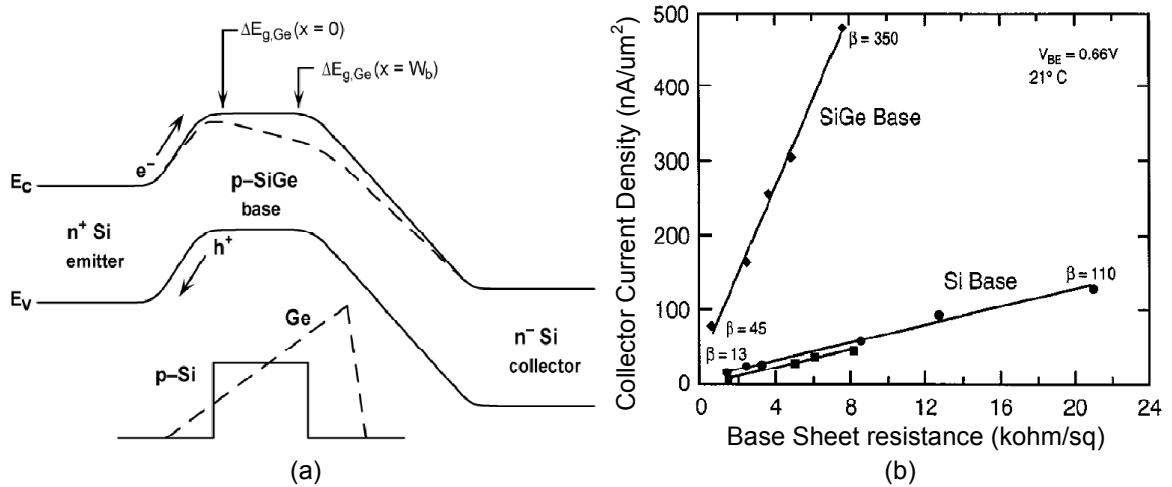 ΔE_g,Ge(x = 0)
ΔE_g,Ge(x = W_b)
E_C
e⁻
p–SiGe
base
n⁺ Si
emitter
h⁺
E_V
Ge
n⁻ Si
collector
p–Si
(a)
Collector Current Density (nA/um²)
500
400
300
200
100
0
β = 350
V_BE = 0.66V
21° C
SiGe Base
Si Base
β = 110
β = 45
β = 13
0 4 8 12 16 20 24
Base Sheet resistance (kohm/sq)
(b)